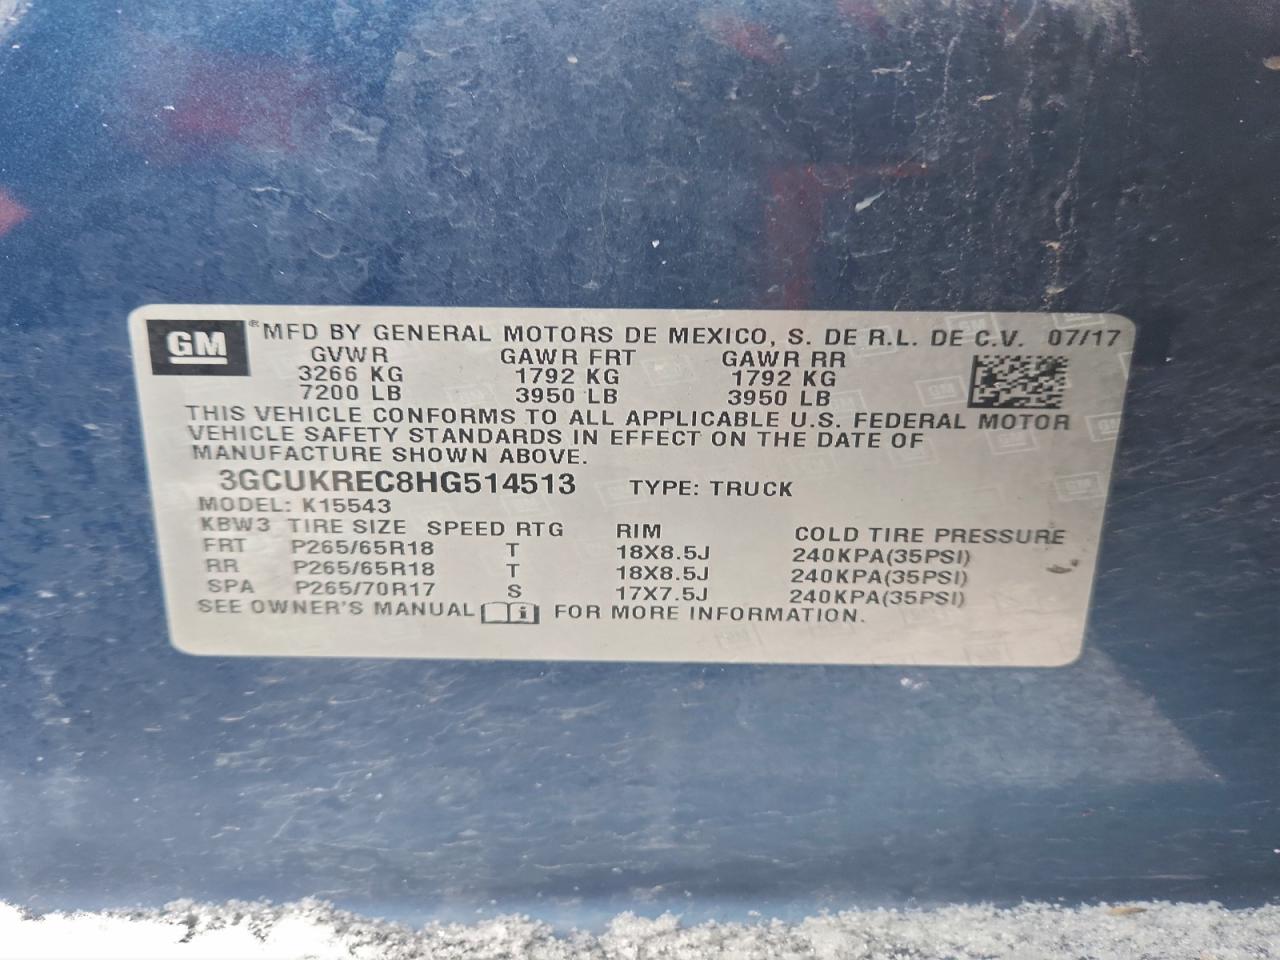 GM ®MFD BY GENERAL MOTORS DE MEXICO, S. DE R.L. DE C.V. 07/17
GVWR GAWR FRT GAWR RR
3266 KG 1792 KG 1792 KG
7200 LB 3950 LB 3950 LB
THIS VEHICLE CONFORMS TO ALL APPLICABLE U.S. FEDERAL MOTOR
VEHICLE SAFETY STANDARDS IN EFFECT ON THE DATE OF
MANUFACTURE SHOWN ABOVE.
3GCUKREC8HG514513 TYPE: TRUCK
MODEL: K15543
KBW3 TIRE SIZE SPEED RTG RIM COLD TIRE PRESSURE
FRT P265/65R18 T 18X8.5J 240KPA(35PSI)
RR P265/65R18 T 18X8.5J 240KPA(35PSI)
SPA P265/70R17 S 17X7.5J 240KPA(35PSI)
SEE OWNER'S MANUAL i FOR MORE INFORMATION.